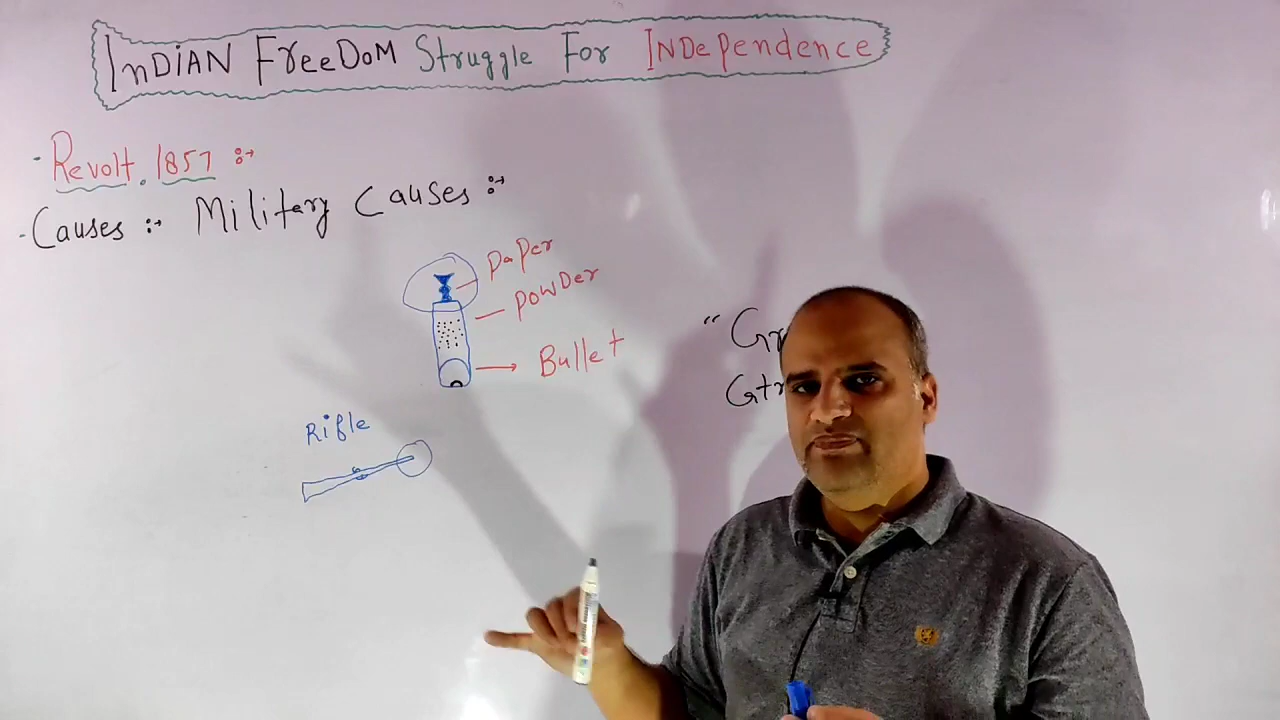 INDIAN FREEDOM Struggle For INDependence
- Revolt. 1857 :→
- Causes :→ Military Causes :→
Paper
Powder
Bullet
Rifle